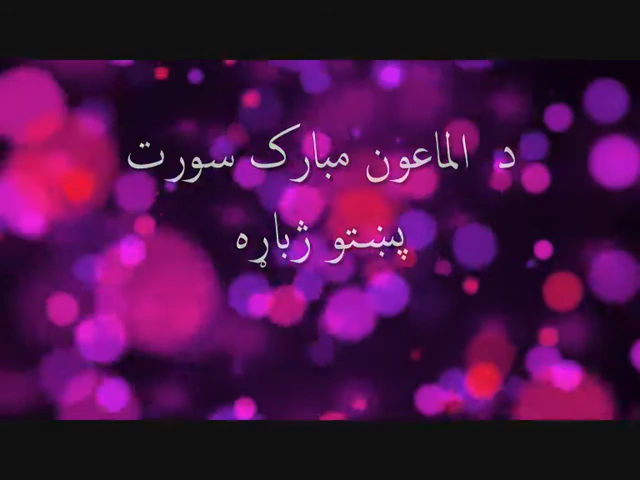 د الماعون مبارک سورت
پښتو ژباړه